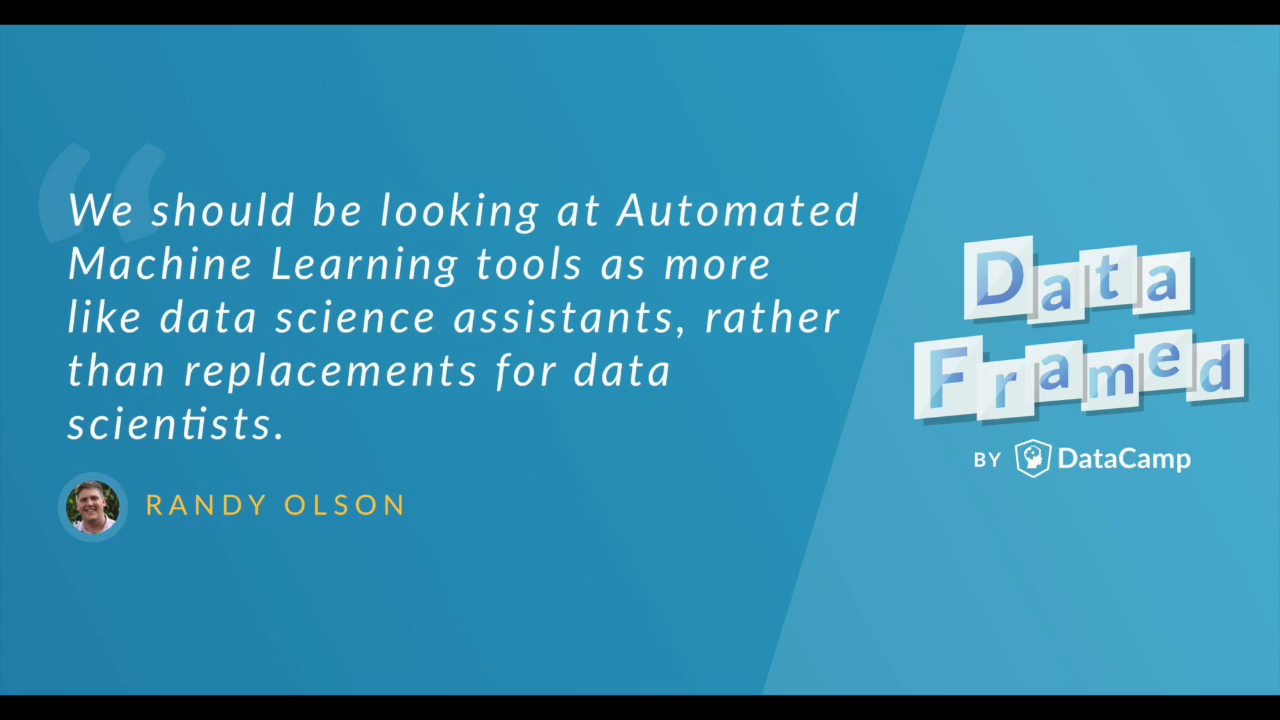 “
We should be looking at Automated
Machine Learning tools as more
like data science assistants, rather
than replacements for data
scientists.
RANDY OLSON
Data
Framed
BY DataCamp